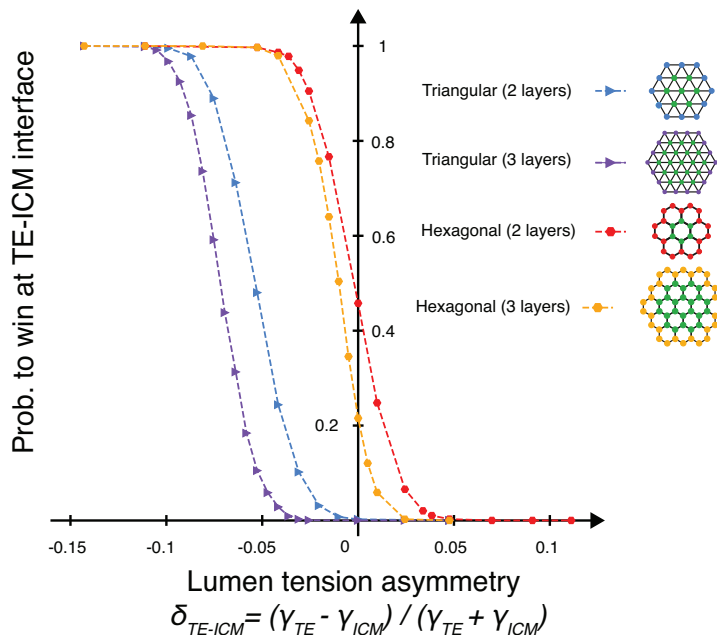 Prob. to win at TE-ICM interface
1
0.8
0.6
0.4
0.2
-0.15
-0.1
-0.05
0
0.05
0.1
Triangular (2 layers)
Triangular (3 layers)
Hexagonal (2 layers)
Hexagonal (3 layers)
Lumen tension asymmetry
δTE-ICM= (γTE - γICM) / (γTE + γICM)